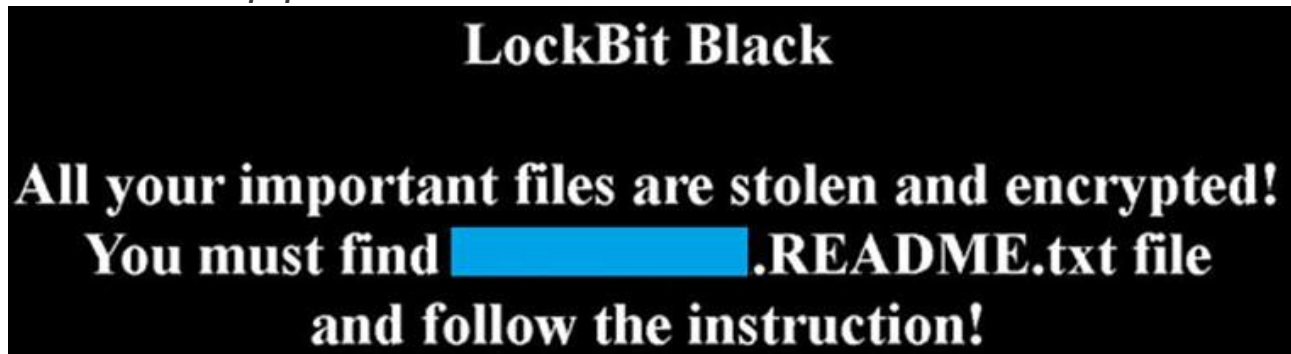 LockBit Black
All your important files are stolen and encrypted!
You must find .README.txt file
and follow the instruction!